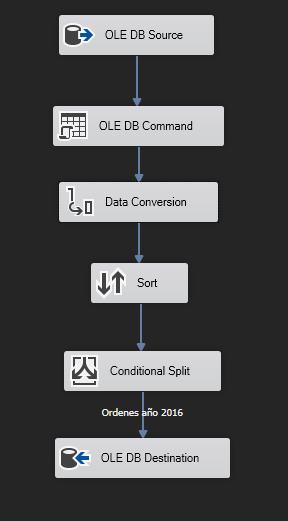 OLE DB Source
OLE DB Command
Data Conversion
Sort
Conditional Split
Ordenes año 2016
OLE DB Destination